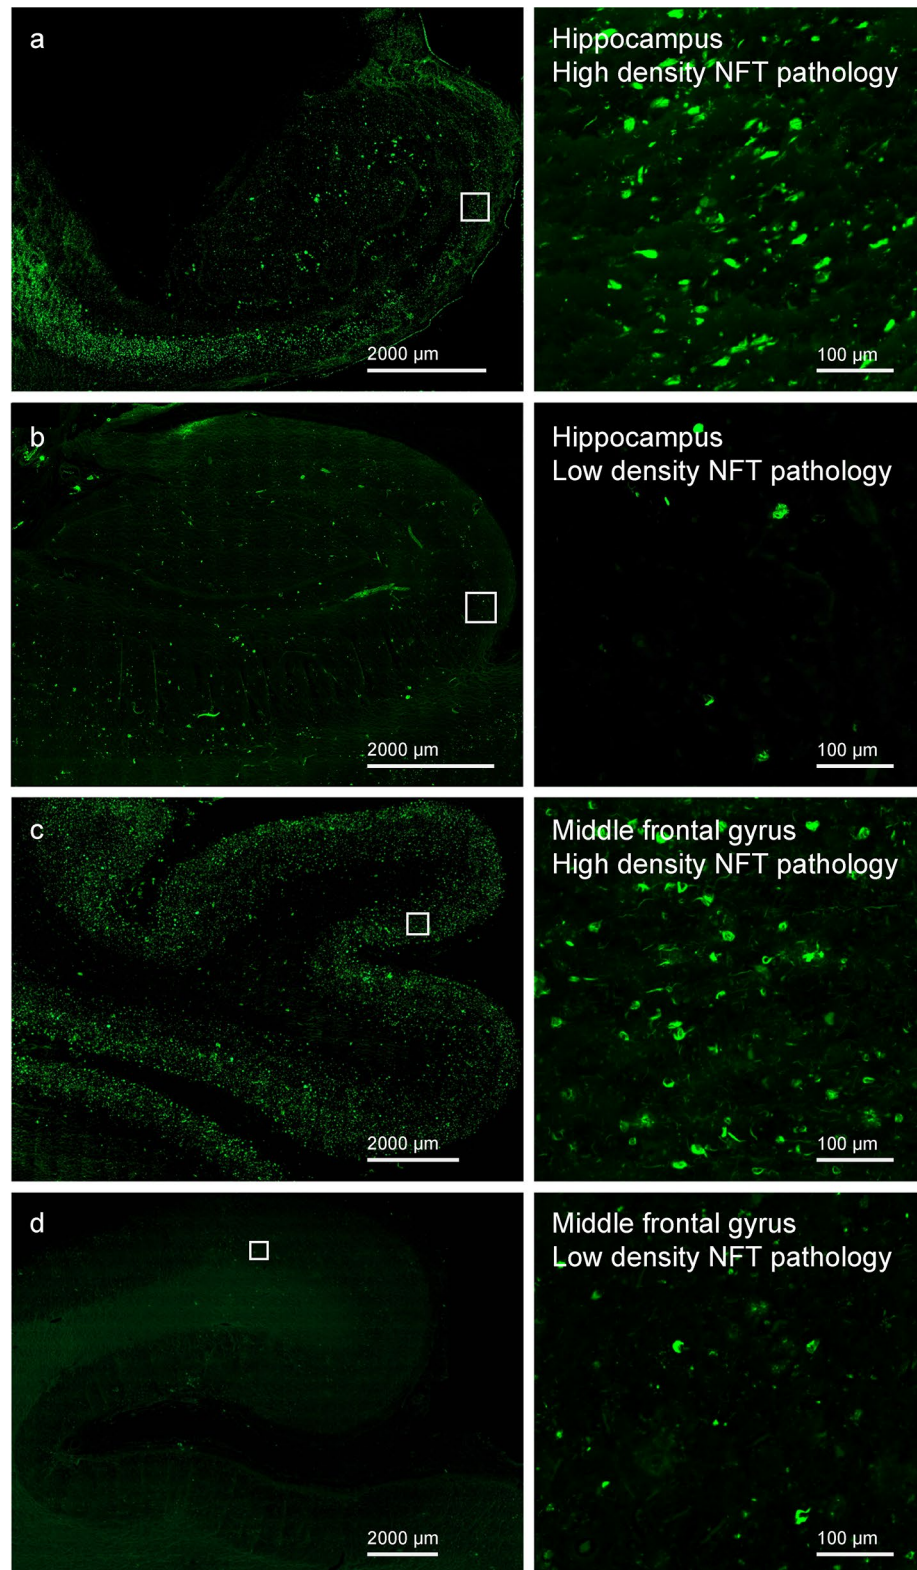 a
Hippocampus
High density NFT pathology
2000 µm
100 µm
b
Hippocampus
Low density NFT pathology
2000 µm
100 µm
c
Middle frontal gyrus
High density NFT pathology
2000 µm
100 µm
d
Middle frontal gyrus
Low density NFT pathology
2000 µm
100 µm